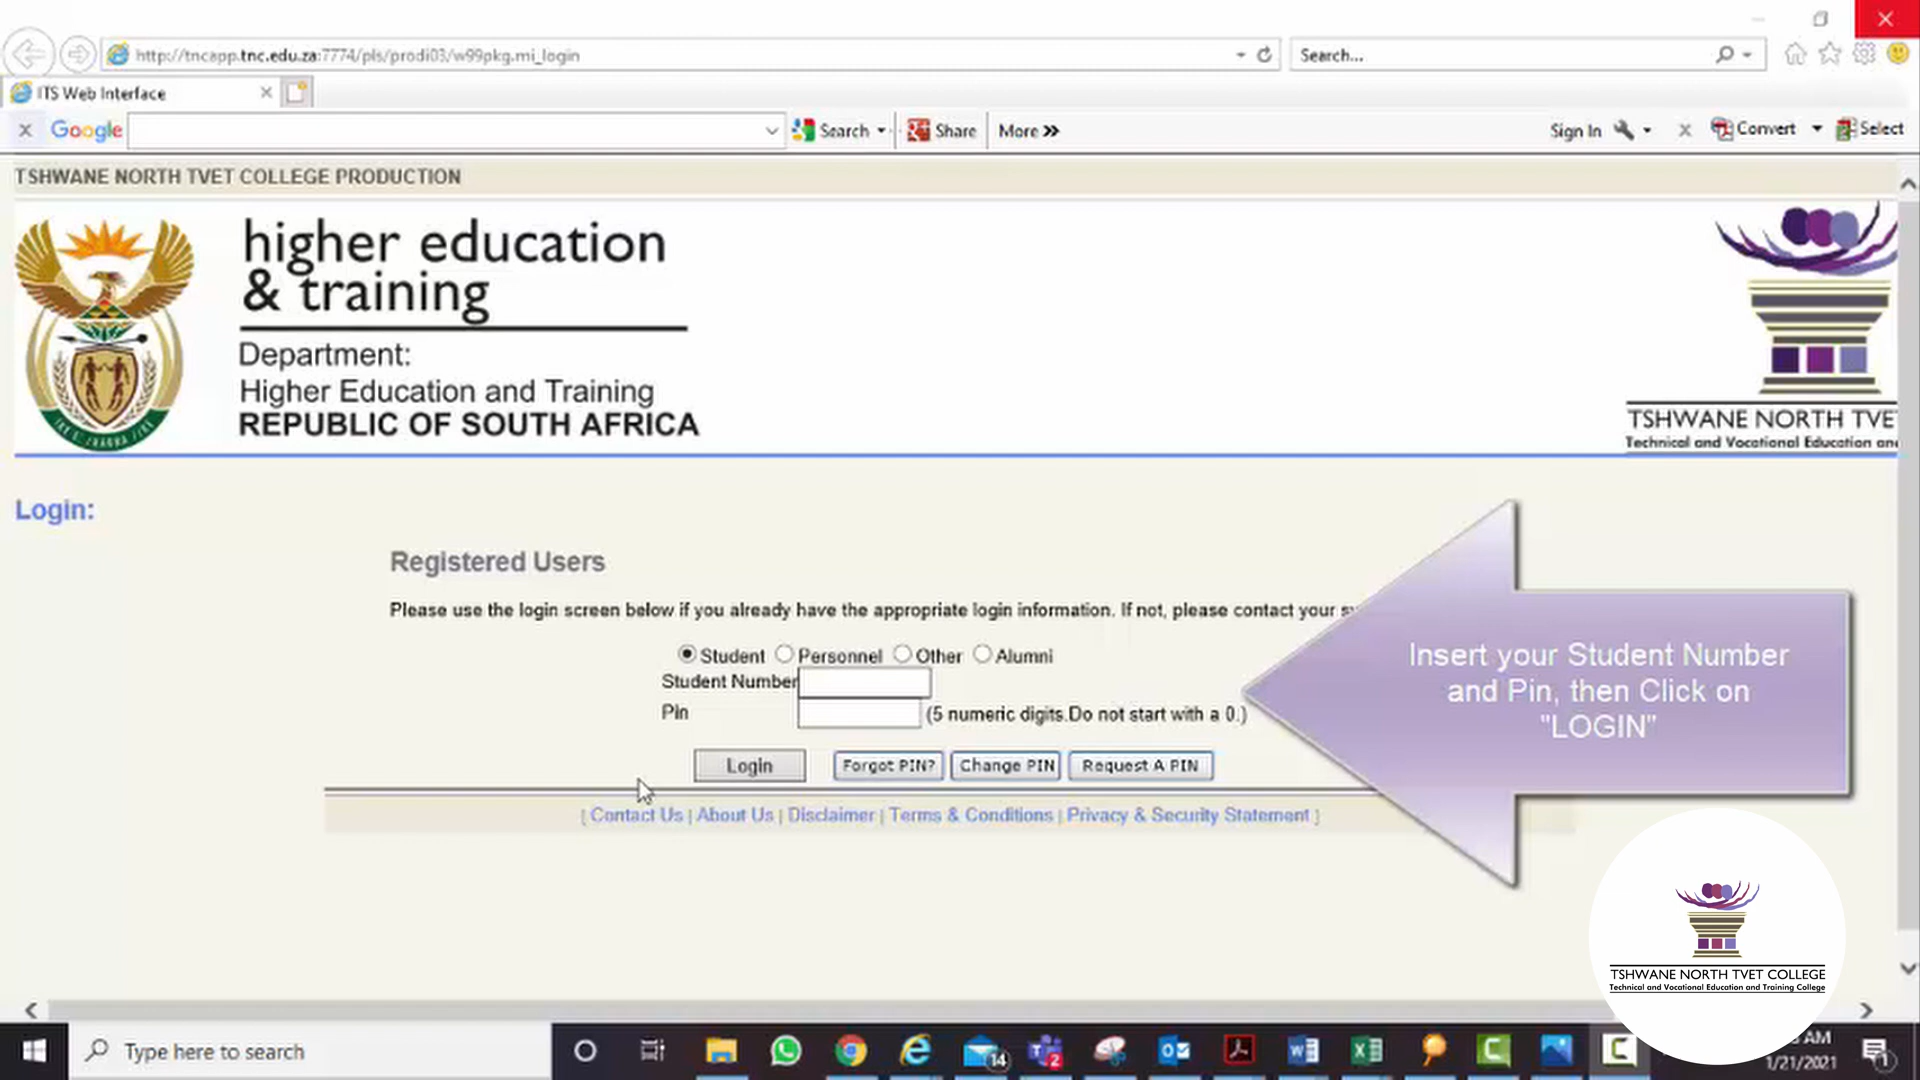 http://tncapp.tnc.edu.za:7774/pls/prodi03/w99pkg.mi_login
Search...
ITS Web Interface
Google
Search
Share
More »
Sign In
Convert
Select
TSHWANE NORTH TVET COLLEGE PRODUCTION
higher education
& training
Department:
Higher Education and Training
REPUBLIC OF SOUTH AFRICA
TSHWANE NORTH TVE
Technical and Vocational Education an
Login:
Registered Users
Please use the login screen below if you already have the appropriate login information. If not, please contact your
Student Personnel Other Alumni
Student Number
Pin (5 numeric digits.Do not start with a 0.)
Login Forgot PIN? Change PIN Request A PIN
[ Contact Us | About Us | Disclaimer | Terms & Conditions | Privacy & Security Statement ]
Insert your Student Number
and Pin, then Click on
"LOGIN"
TSHWANE NORTH TVET COLLEGE
Technical and Vocational Education and Training College
Type here to search
14
2
AM
1/21/2021
1